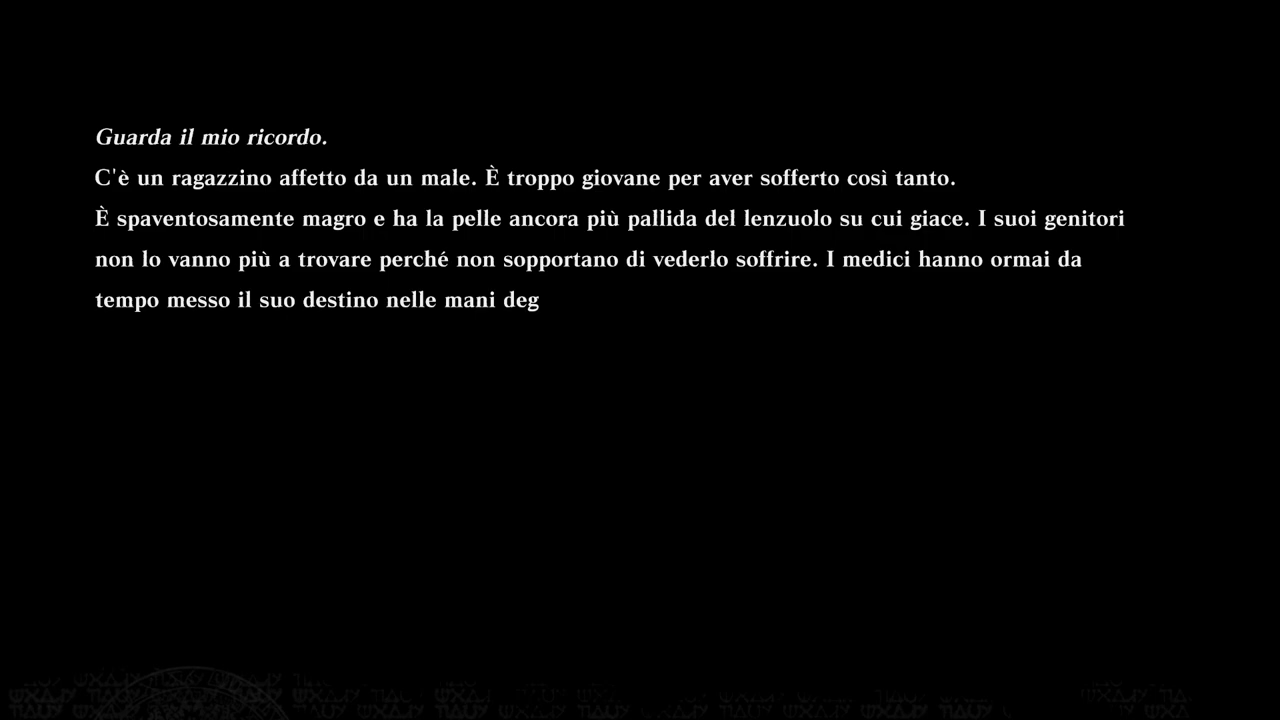 Guarda il mio ricordo.
C'è un ragazzino affetto da un male. È troppo giovane per aver sofferto così tanto.
È spaventosamente magro e ha la pelle ancora più pallida del lenzuolo su cui giace. I suoi genitori
non lo vanno più a trovare perché non sopportano di vederlo soffrire. I medici hanno ormai da
tempo messo il suo destino nelle mani deg